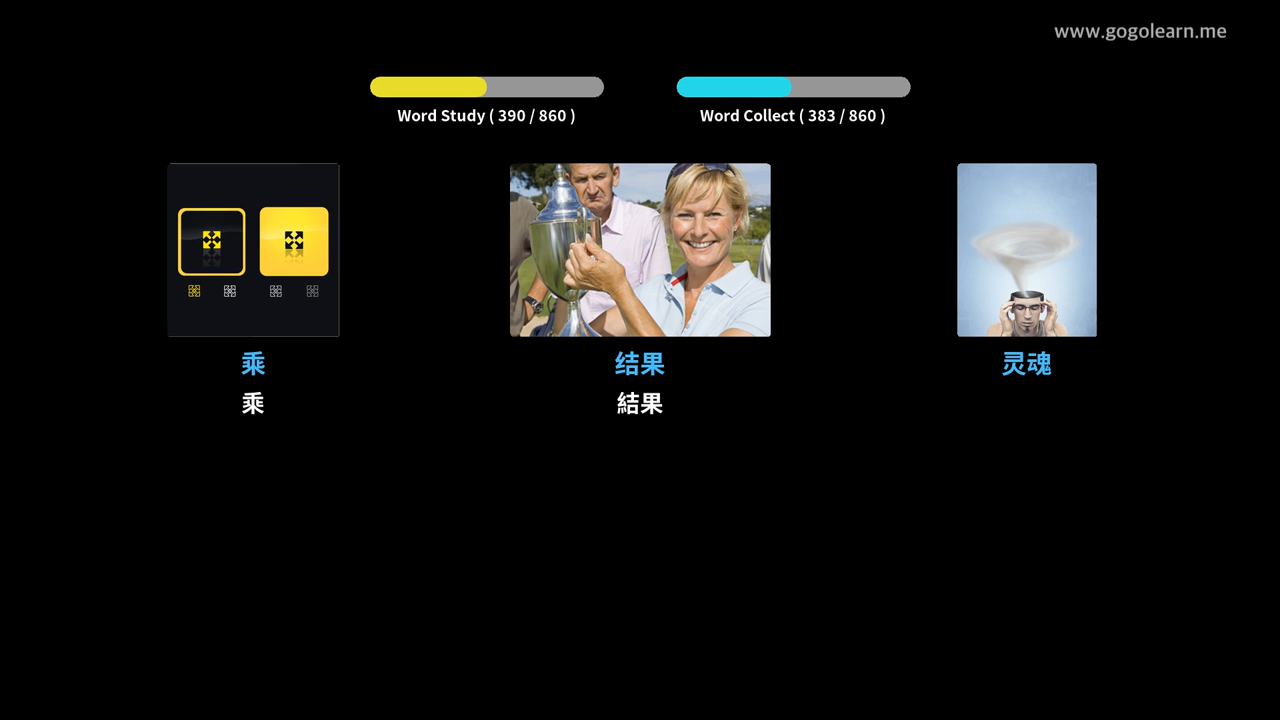 www.gogolearn.me
Word Study ( 390 / 860 )
Word Collect ( 383 / 860 )
乘
结果
灵魂
乘
結果